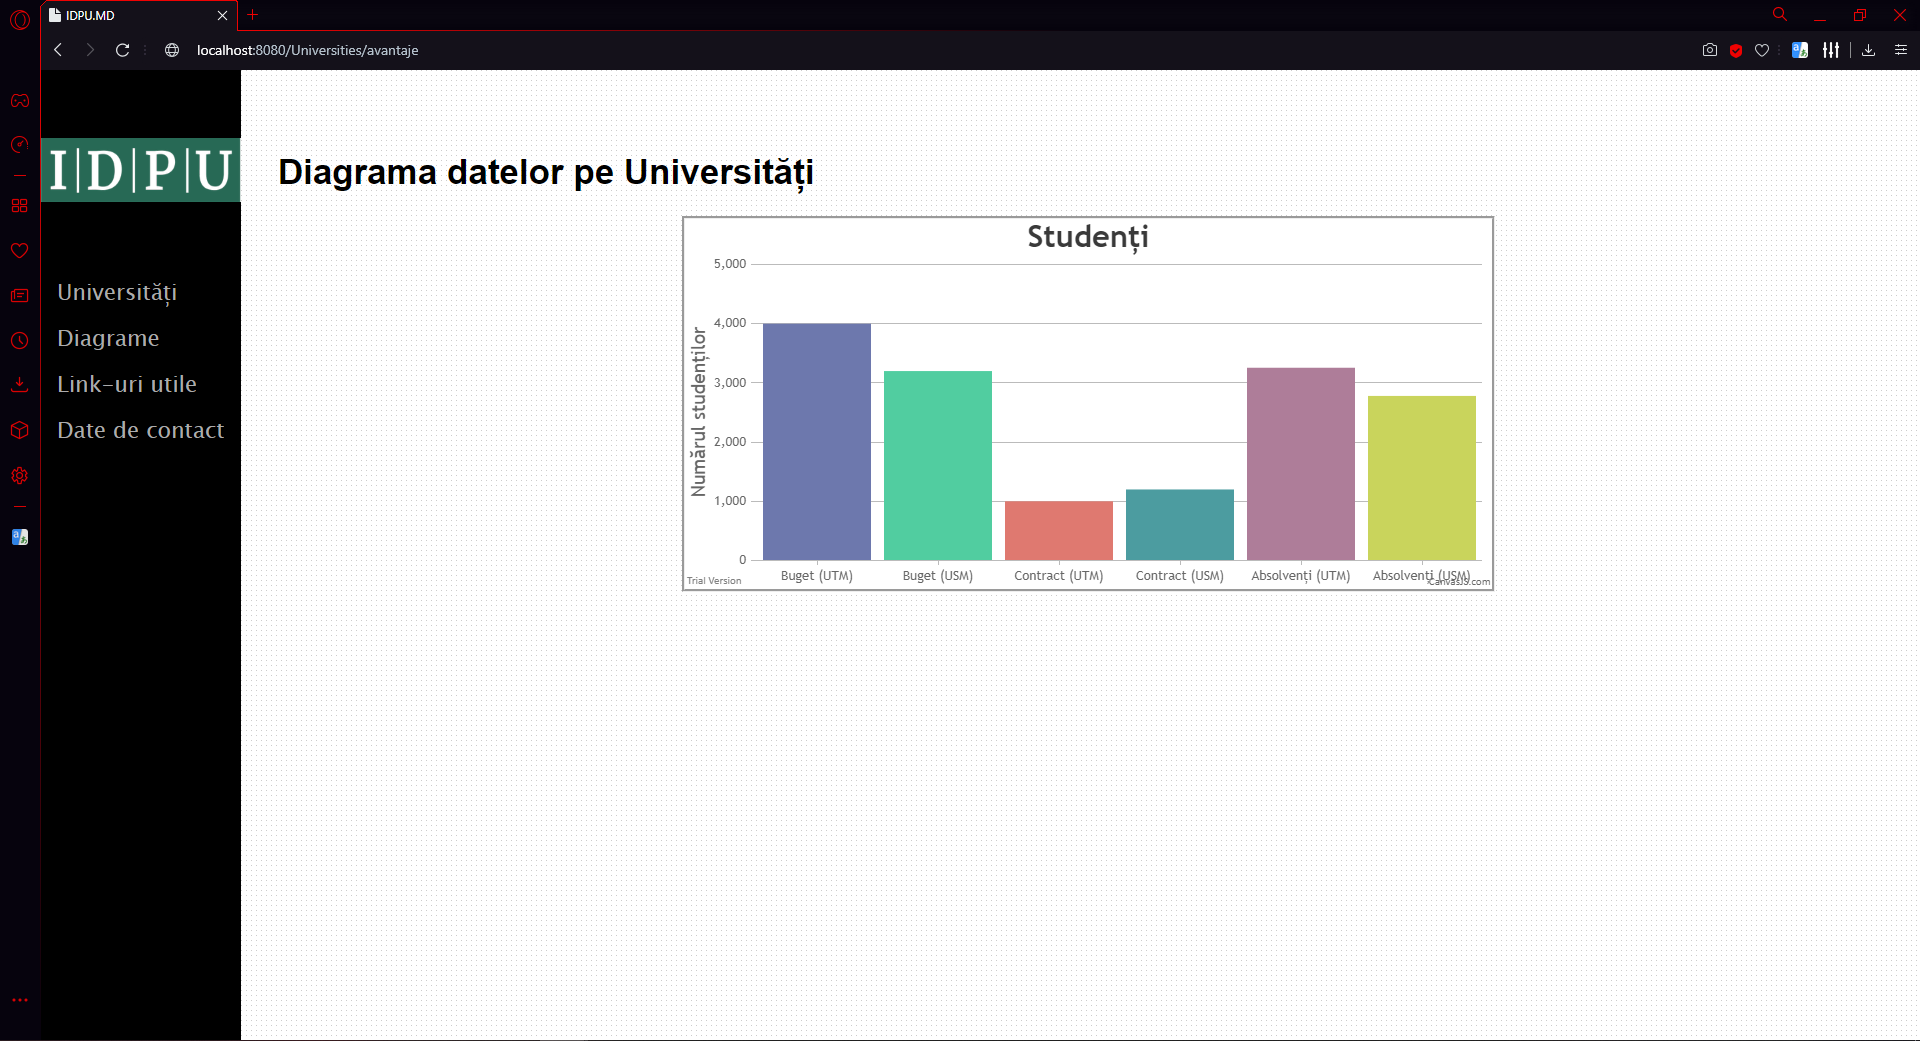 IDPU.MD
localhost:8080/Universities/avantaje
I|D|P|U
Universități
Diagrame
Link-uri utile
Date de contact
Diagrama datelor pe Universități
Studenți
Numărul studenților
5,000
4,000
3,000
2,000
1,000
0
Buget (UTM) Buget (USM) Contract (UTM) Contract (USM) Absolvenți (UTM) Absolvenți (USM)
Trial Version
CanvasJS.com